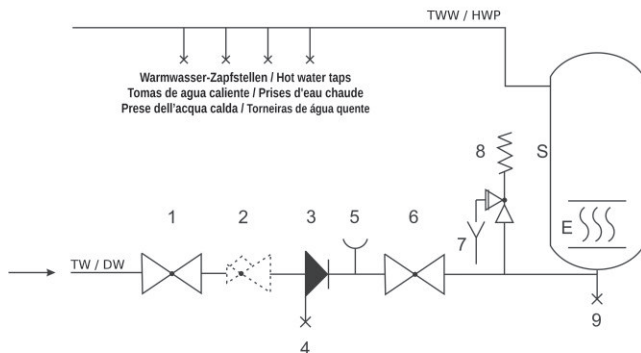 TWW / HWP
Warmwasser-Zapfstellen / Hot water taps
Tomas de agua caliente / Prises d'eau chaude
Prese dell'acqua calda / Torneiras de água quente
8
S
1
2
3
5
6
7
E
TW / DW
4
9